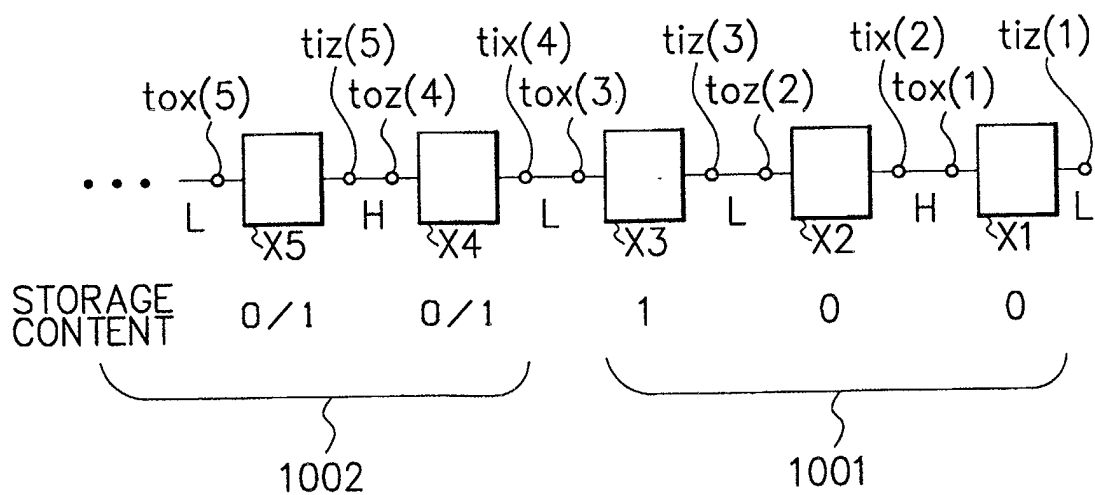 tiz(5) tix(4) tiz(3) tix(2) tiz(1)
tox(5) toz(4) tox(3) toz(2) tox(1)
... L H L L H L
X5 X4 X3 X2 X1
STORAGE
CONTENT 0/1 0/1 1 0 0
1002 1001